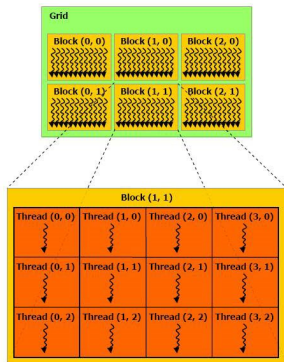 Grid
Block (0, 0) Block (1, 0) Block (2, 0)
Block (0, 1) Block (1, 1) Block (2, 1)
Block (1, 1)
Thread (0, 0) Thread (1, 0) Thread (2, 0) Thread (3, 0)
Thread (0, 1) Thread (1, 1) Thread (2, 1) Thread (3, 1)
Thread (0, 2) Thread (1, 2) Thread (2, 2) Thread (3, 2)